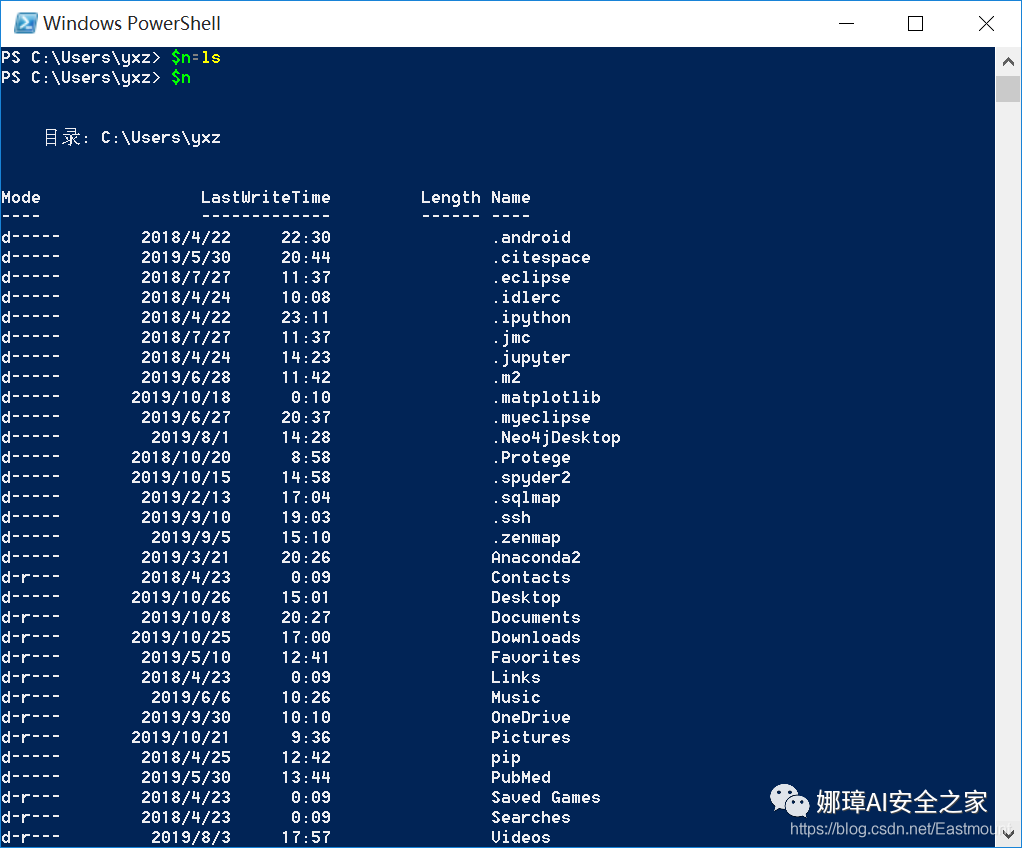 Windows PowerShell
PS C:\Users\yxz> $n=ls
PS C:\Users\yxz> $n
目录: C:\Users\yxz
Mode LastWriteTime Length Name
---- ------------- ------ ----
d----- 2018/4/22 22:30 .android
d----- 2019/5/30 20:44 .citespace
d----- 2018/7/27 11:37 .eclipse
d----- 2018/4/24 10:08 .idlerc
d----- 2018/4/22 23:11 .ipython
d----- 2018/7/27 11:37 .jmc
d----- 2018/4/24 14:23 .jupyter
d----- 2019/6/28 11:42 .m2
d----- 2019/10/18 0:10 .matplotlib
d----- 2019/6/27 20:37 .myeclipse
d----- 2019/8/1 14:28 .Neo4jDesktop
d----- 2018/10/20 8:58 .Protege
d----- 2019/10/15 14:58 .spyder2
d----- 2019/2/13 17:04 .sqlmap
d----- 2019/9/10 19:03 .ssh
d----- 2019/9/5 15:10 .zenmap
d----- 2019/3/21 20:26 Anaconda2
d-r--- 2018/4/23 0:09 Contacts
d----- 2019/10/26 15:01 Desktop
d-r--- 2019/10/8 20:27 Documents
d-r--- 2019/10/25 17:00 Downloads
d-r--- 2019/5/10 12:41 Favorites
d-r--- 2018/4/23 0:09 Links
d-r--- 2019/6/6 10:26 Music
d-r--- 2019/9/30 10:10 OneDrive
d-r--- 2019/10/21 9:36 Pictures
d----- 2018/4/25 12:42 pip
d----- 2019/5/30 13:44 PubMed
d-r--- 2018/4/23 0:09 Saved Games
d-r--- 2018/4/23 0:09 Searches
d-r--- 2019/8/3 17:57 Videos
娜璋AI安全之家
https://blog.csdn.net/Eastmount